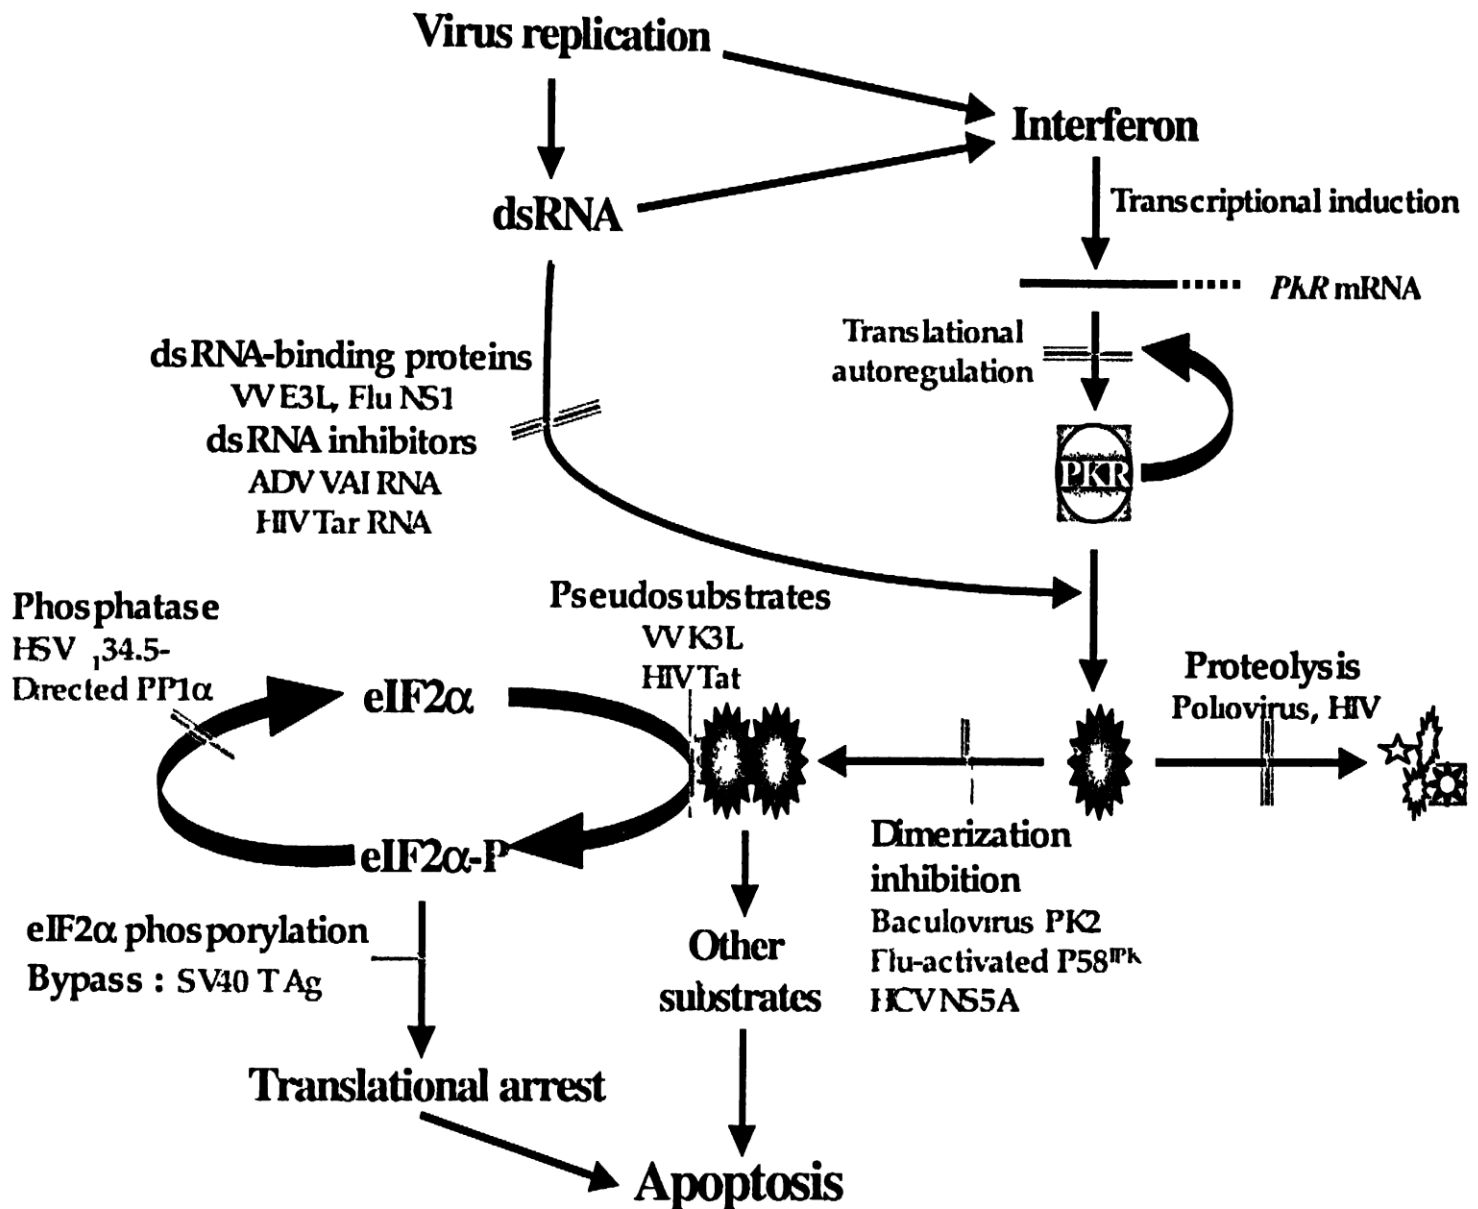 Virus replication
Interferon
dsRNA
Transcriptional induction
PKR mRNA
Translational
autoregulation
dsRNA-binding proteins
VV E3L, Flu NS1
dsRNA inhibitors
ADV VAI RNA
HIV Tar RNA
PKR
Phosphatase
HSV 134.5-
Directed PP1α
Pseudosubstrates
VV K3L
HIV Tat
Proteolysis
Poliovirus, HIV
eIF2α
eIF2α-P
Dimerization
inhibition
Baculovirus PK2
Flu-activated P58IPK
HCV NS5A
eIF2α phosporylation
Bypass : SV40 T Ag
Other
substrates
Translational arrest
Apoptosis